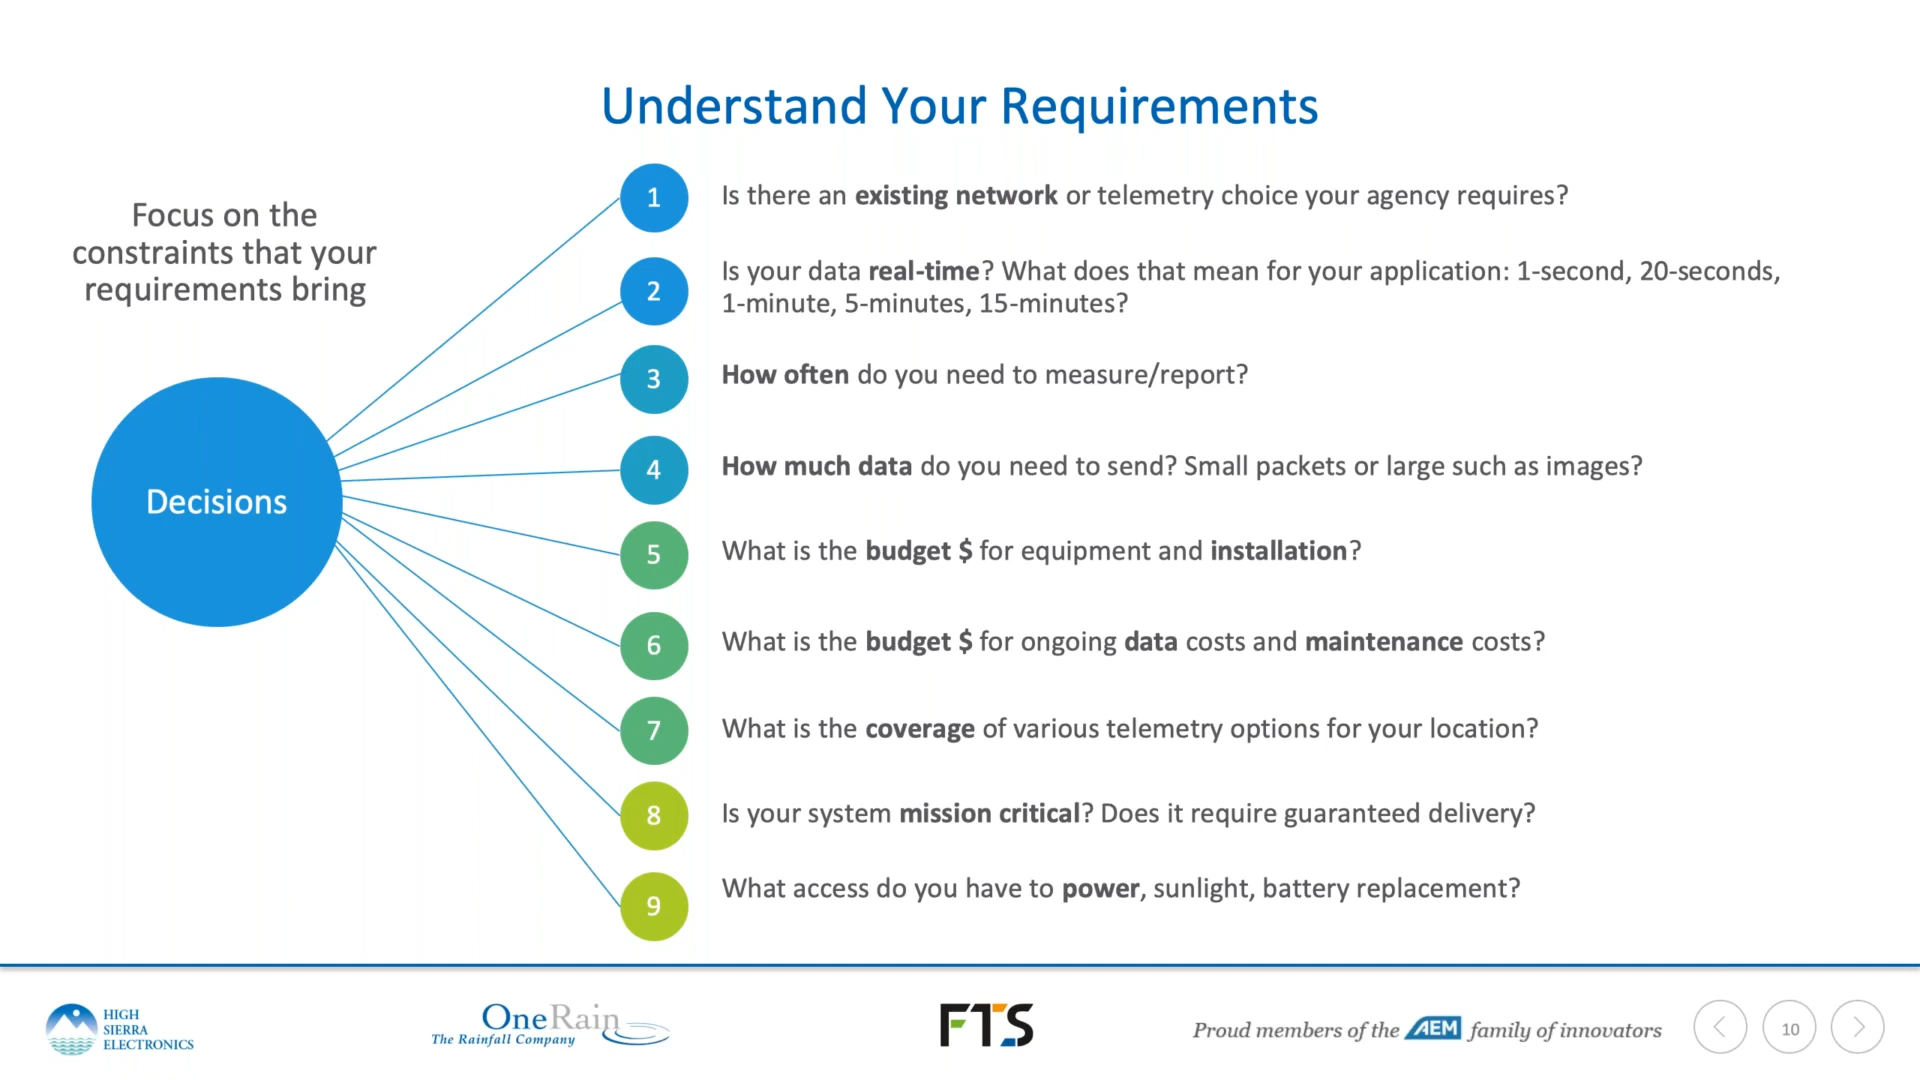 Understand Your Requirements
Focus on the
constraints that your
requirements bring
Decisions
1
Is there an existing network or telemetry choice your agency requires?
2
Is your data real-time? What does that mean for your application: 1-second, 20-seconds,
1-minute, 5-minutes, 15-minutes?
3
How often do you need to measure/report?
4
How much data do you need to send? Small packets or large such as images?
5
What is the budget $ for equipment and installation?
6
What is the budget $ for ongoing data costs and maintenance costs?
7
What is the coverage of various telemetry options for your location?
8
Is your system mission critical? Does it require guaranteed delivery?
9
What access do you have to power, sunlight, battery replacement?
HIGH
SIERRA
ELECTRONICS
OneRain
The Rainfall Company
FTS
Proud members of the AEM family of innovators
10